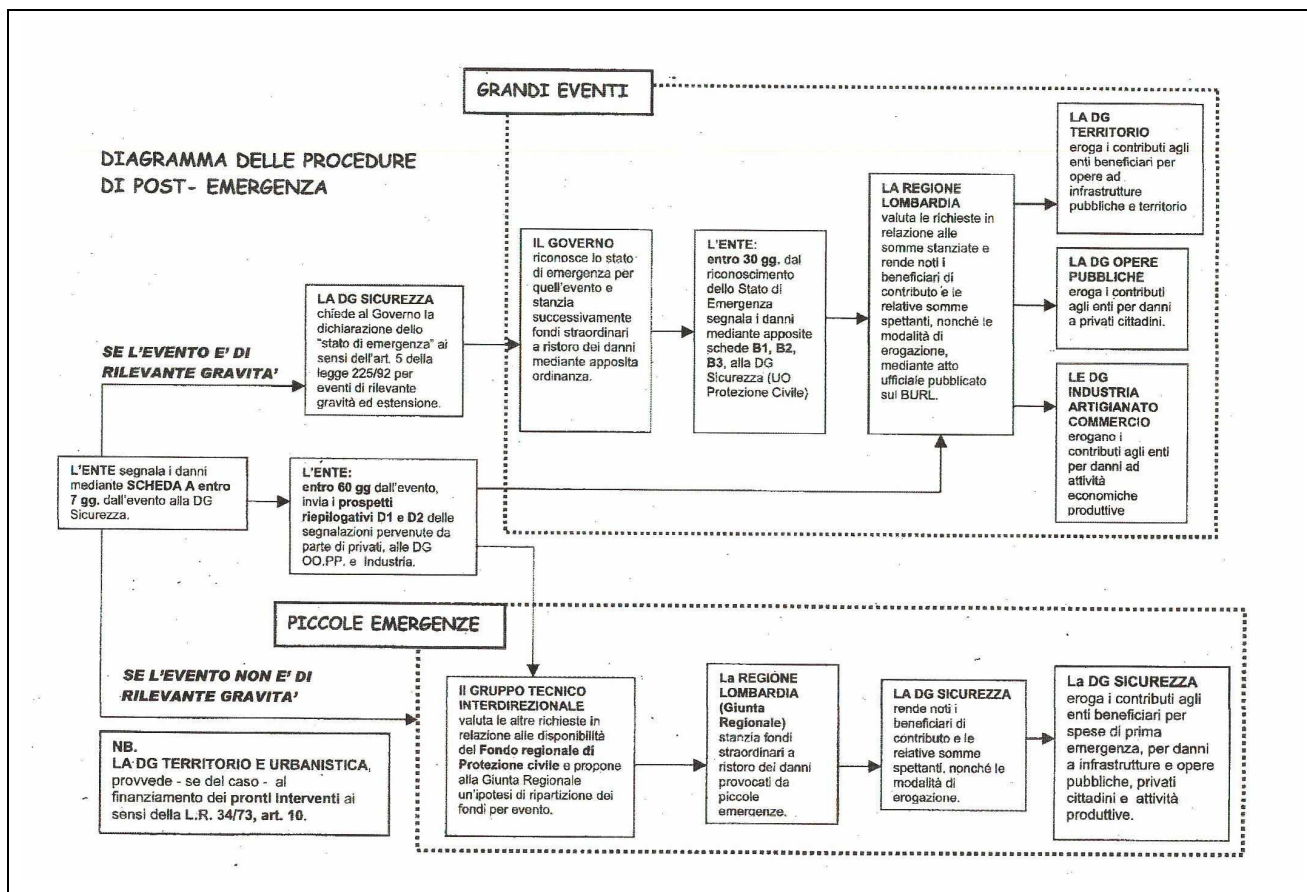 GRANDI EVENTI
DIAGRAMMA DELLE PROCEDURE
DI POST- EMERGENZA
SE L'EVENTO E' DI
RILEVANTE GRAVITA'
L'ENTE segnala i danni
mediante SCHEDA A entro
7 gg. dall'evento alla DG
Sicurezza.
LA DG SICUREZZA
chiede al Governo la
dichiarazione dello
"stato di emergenza" ai
sensi dell'art. 5 della
legge 225/92 per
eventi di rilevante
gravità ed estensione.
IL GOVERNO
riconosce lo stato
di emergenza per
quell'evento e
stanzia
successivamente
fondi straordinari
a ristoro dei danni
mediante apposita
ordinanza.
L'ENTE:
entro 30 gg. dal
riconoscimento
dello Stato di
Emergenza
segnala i danni
mediante apposite
schede B1, B2,
B3, alla DG
Sicurezza (UO
Protezione Civile)
LA REGIONE
LOMBARDIA
valuta le richieste in
relazione alle
somme stanziate e
rende noti i
beneficiari di
contributo e le
relative somme
spettanti, nonché le
modalità di
erogazione,
mediante atto
ufficiale pubblicato
sul BURL.
LA DG
TERRITORIO
eroga i contributi agli
enti beneficiari per
opere ad
infrastrutture
pubbliche e territorio
LA DG OPERE
PUBBLICHE
eroga i contributi
agli enti per danni
a privati cittadini.
LE DG
INDUSTRIA
ARTIGIANATO
COMMERCIO
erogano i
contributi agli enti
per danni ad
attività
economiche
produttive
L'ENTE:
entro 60 gg dall'evento,
invia i prospetti
riepilogativi D1 e D2 delle
segnalazioni pervenute da
parte di privati, alle DG
OO.PP. e Industria.
PICCOLE EMERGENZE
SE L'EVENTO NON E' DI
RILEVANTE GRAVITA'
NB.
LA DG TERRITORIO E URBANISTICA,
provvede - se del caso - al
finanziamento dei pronti interventi ai
sensi della L.R. 34/73, art. 10.
Il GRUPPO TECNICO
INTERDIREZIONALE
valuta le altre richieste in
relazione alle disponibilità
del Fondo regionale di
Protezione civile e propone
alla Giunta Regionale
un'ipotesi di ripartizione dei
fondi per evento.
La REGIONE
LOMBARDIA
(Giunta
Regionale)
stanzia fondi
straordinari a
ristoro dei danni
provocati da
piccole
emergenze.
LA DG SICUREZZA
rende noti i
beneficiari di
contributo e le
relative somme
spettanti, nonché le
modalità di
erogazione.
La DG SICUREZZA
eroga i contributi agli
enti beneficiari per
spese di prima
emergenza, per danni
a infrastrutture e opere
pubbliche, privati
cittadini e attività
produttive.